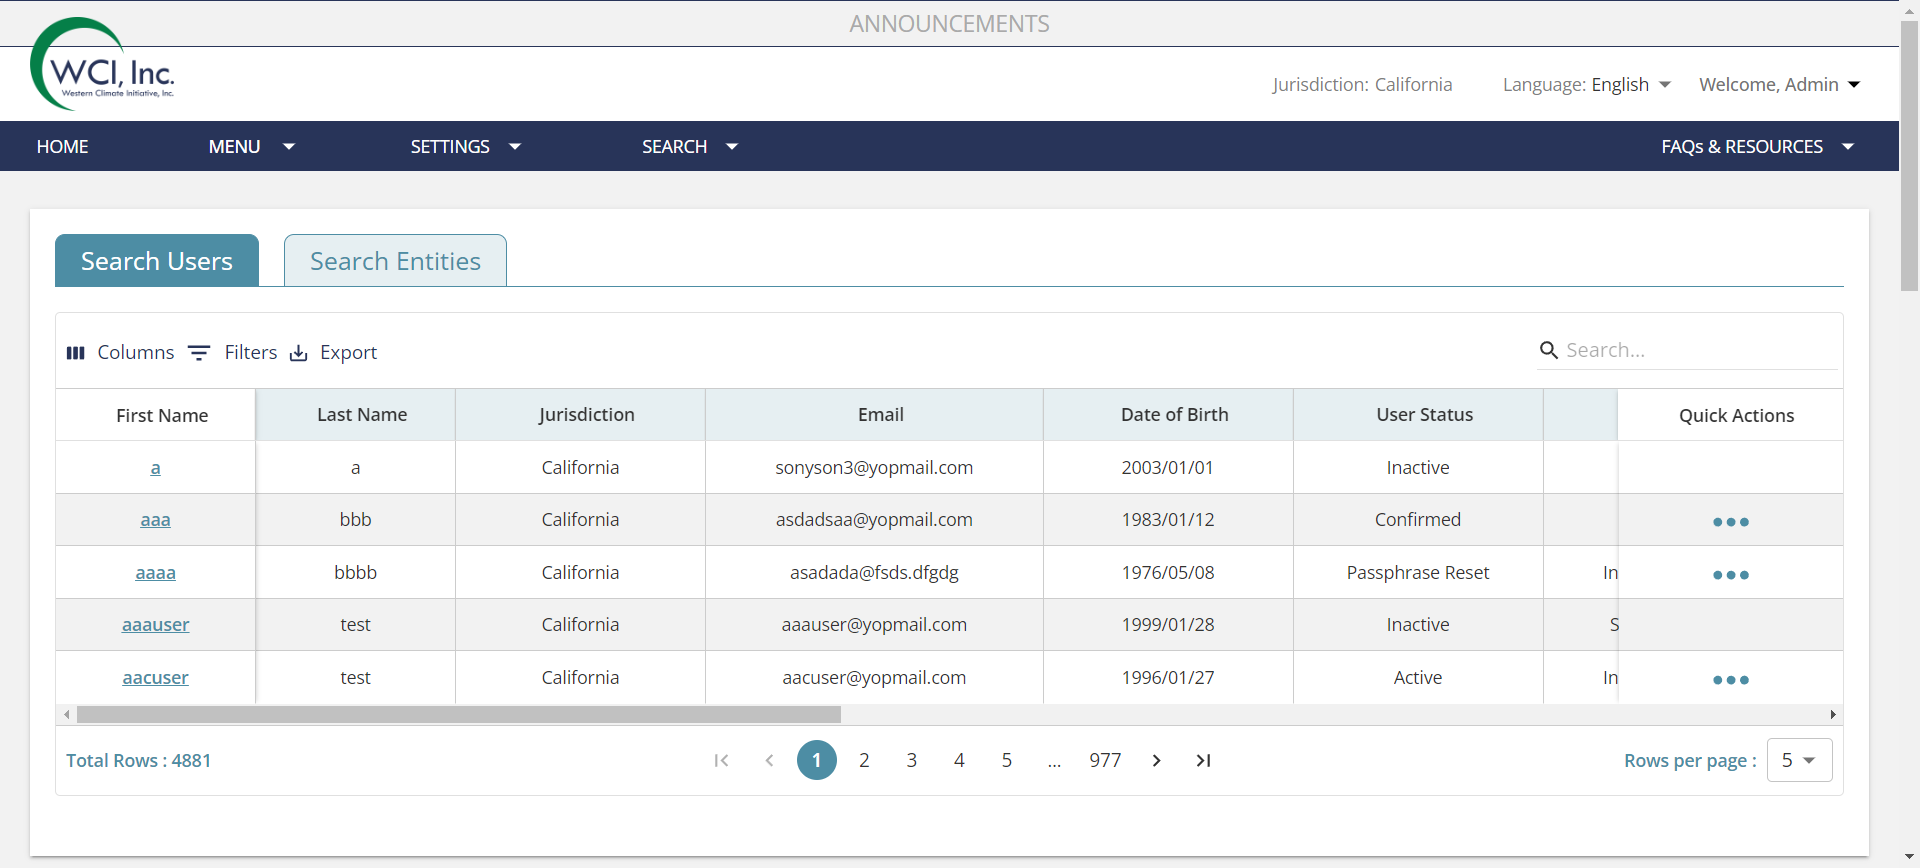 ANNOUNCEMENTS
WCI, Inc.
Western Climate Initiative, Inc.
Jurisdiction: California Language: English Welcome, Admin
HOME MENU SETTINGS SEARCH FAQs & RESOURCES
Search Users Search Entities
Columns Filters Export Search...
First Name Last Name Jurisdiction Email Date of Birth User Status Quick Actions
a a California sonyson3@yopmail.com 2003/01/01 Inactive
aaa bbb California asdadsaa@yopmail.com 1983/01/12 Confirmed
aaaa bbbb California asadada@fsds.dfgdg 1976/05/08 Passphrase Reset In
aaauser test California aaauser@yopmail.com 1999/01/28 Inactive S
aacuser test California aacuser@yopmail.com 1996/01/27 Active In
Total Rows : 4881 1 2 3 4 5 ... 977 Rows per page : 5